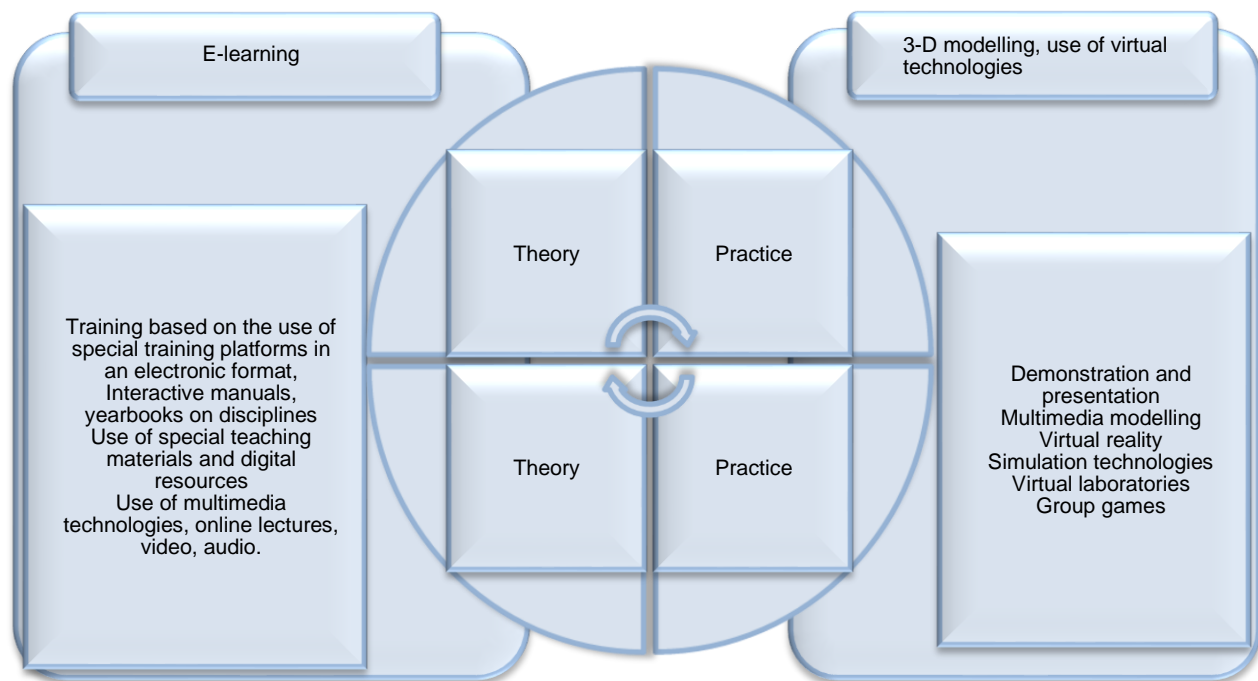 E-learning
3-D modelling, use of virtual
technologies
Theory
Practice
Training based on the use of
special training platforms in
an electronic format,
Interactive manuals,
yearbooks on disciplines
Use of special teaching
materials and digital
resources
Use of multimedia
technologies, online lectures,
video, audio.
Theory
Practice
Demonstration and
presentation
Multimedia modelling
Virtual reality
Simulation technologies
Virtual laboratories
Group games